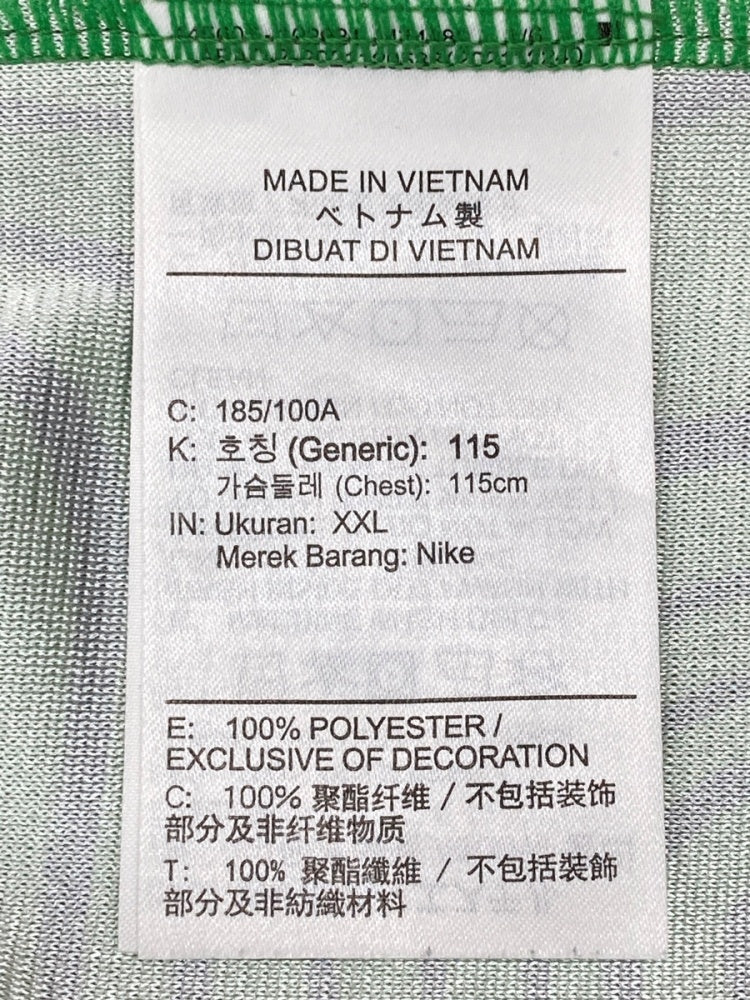 MADE IN VIETNAM
ベトナム製
DIBUAT DI VIETNAM
C: 185/100A
K: 호칭 (Generic): 115
가슴둘레 (Chest): 115cm
IN: Ukuran: XXL
Merek Barang: Nike
E: 100% POLYESTER /
EXCLUSIVE OF DECORATION
C: 100% 聚酯纤维 / 不包括装饰
部分及非纤维物质
T: 100% 聚酯纖維 / 不包括裝飾
部分及非紡織材料